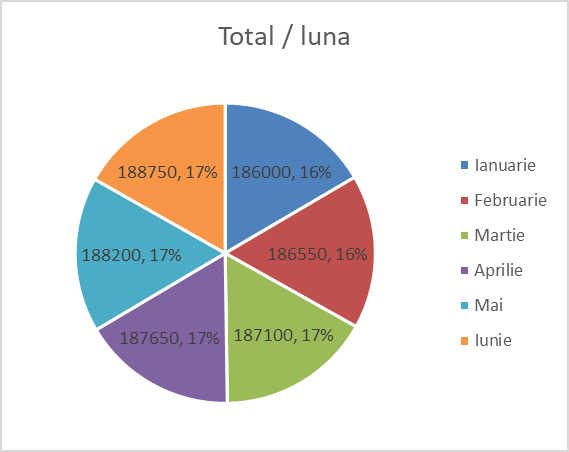 Total / luna
188750, 17%
186000, 16%
188200, 17%
186550, 16%
187650, 17%
187100, 17%
Ianuarie
Februarie
Martie
Aprilie
Mai
Iunie